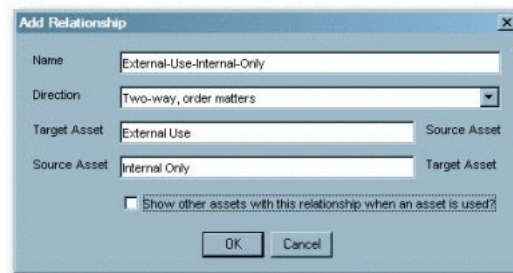 Add Relationship
Name External-Use-Internal-Only
Direction Two-way, order matters
Target Asset External Use Source Asset
Source Asset Internal Only Target Asset
Show other assets with this relationship when an asset is used?
OK Cancel